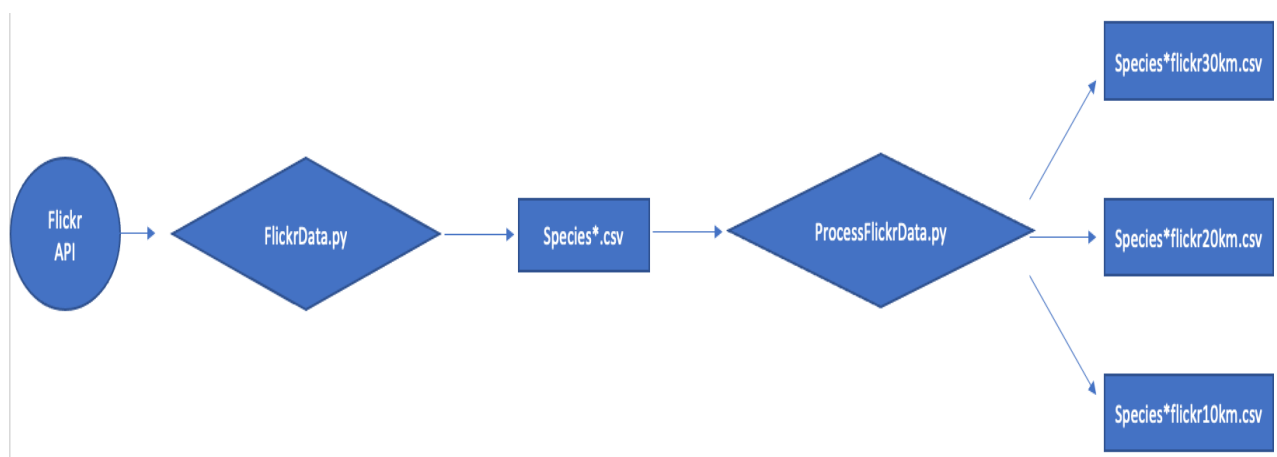 Flickr
API
FlickrData.py
Species*.csv
ProcessFlickrData.py
Species*flickr30km.csv
Species*flickr20km.csv
Species*flickr10km.csv